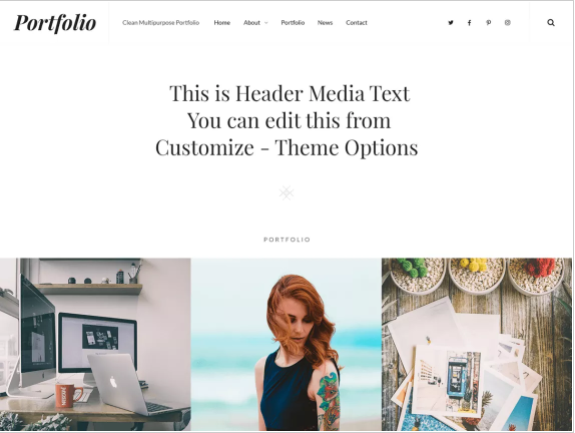 Portfolio
Clean Multipurpose Portfolio Home About Portfolio News Contact
This is Header Media Text
You can edit this from
Customize - Theme Options
PORTFOLIO